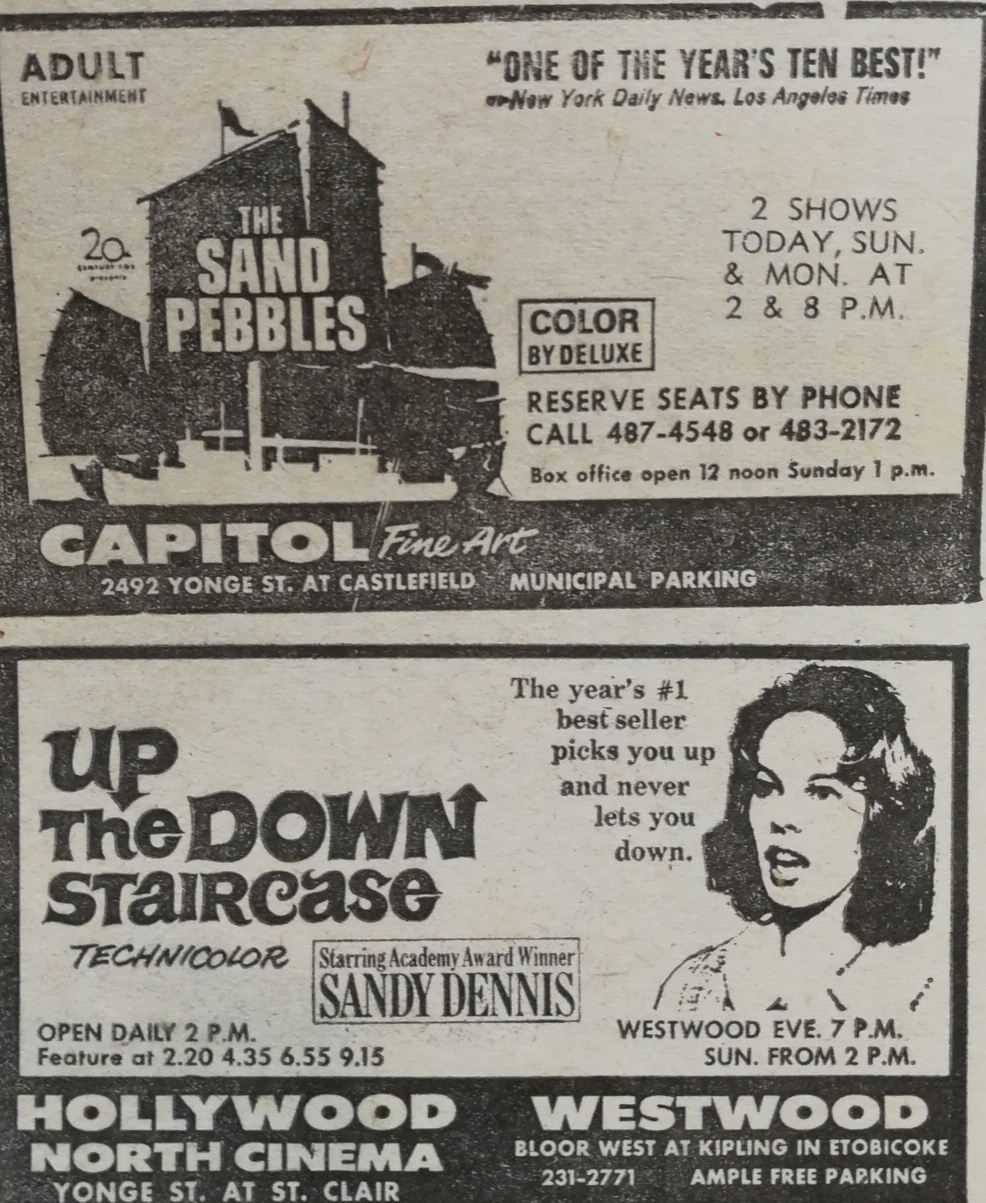 ADULT
ENTERTAINMENT
"ONE OF THE YEAR'S TEN BEST!"
—New York Daily News, Los Angeles Times
20
CENTURY-FOX
presents
THE
SAND
PEBBLES
2 SHOWS
TODAY, SUN.
& MON. AT
2 & 8 P.M.
COLOR
BY DELUXE
RESERVE SEATS BY PHONE
CALL 487-4548 or 483-2172
Box office open 12 noon Sunday 1 p.m.
CAPITOL Fine Art
2492 YONGE ST. AT CASTLEFIELD MUNICIPAL PARKING
The year's #1
best seller
picks you up
and never
lets you
down.
UP
The DOWN
STAIRCASE
TECHNICOLOR
Starring Academy Award Winner
SANDY DENNIS
OPEN DAILY 2 P.M.
Feature at 2.20 4.35 6.55 9.15
WESTWOOD EVE. 7 P.M.
SUN. FROM 2 P.M.
HOLLYWOOD
NORTH CINEMA
YONGE ST. AT ST. CLAIR
WESTWOOD
BLOOR WEST AT KIPLING IN ETOBICOKE
231-2771 AMPLE FREE PARKING